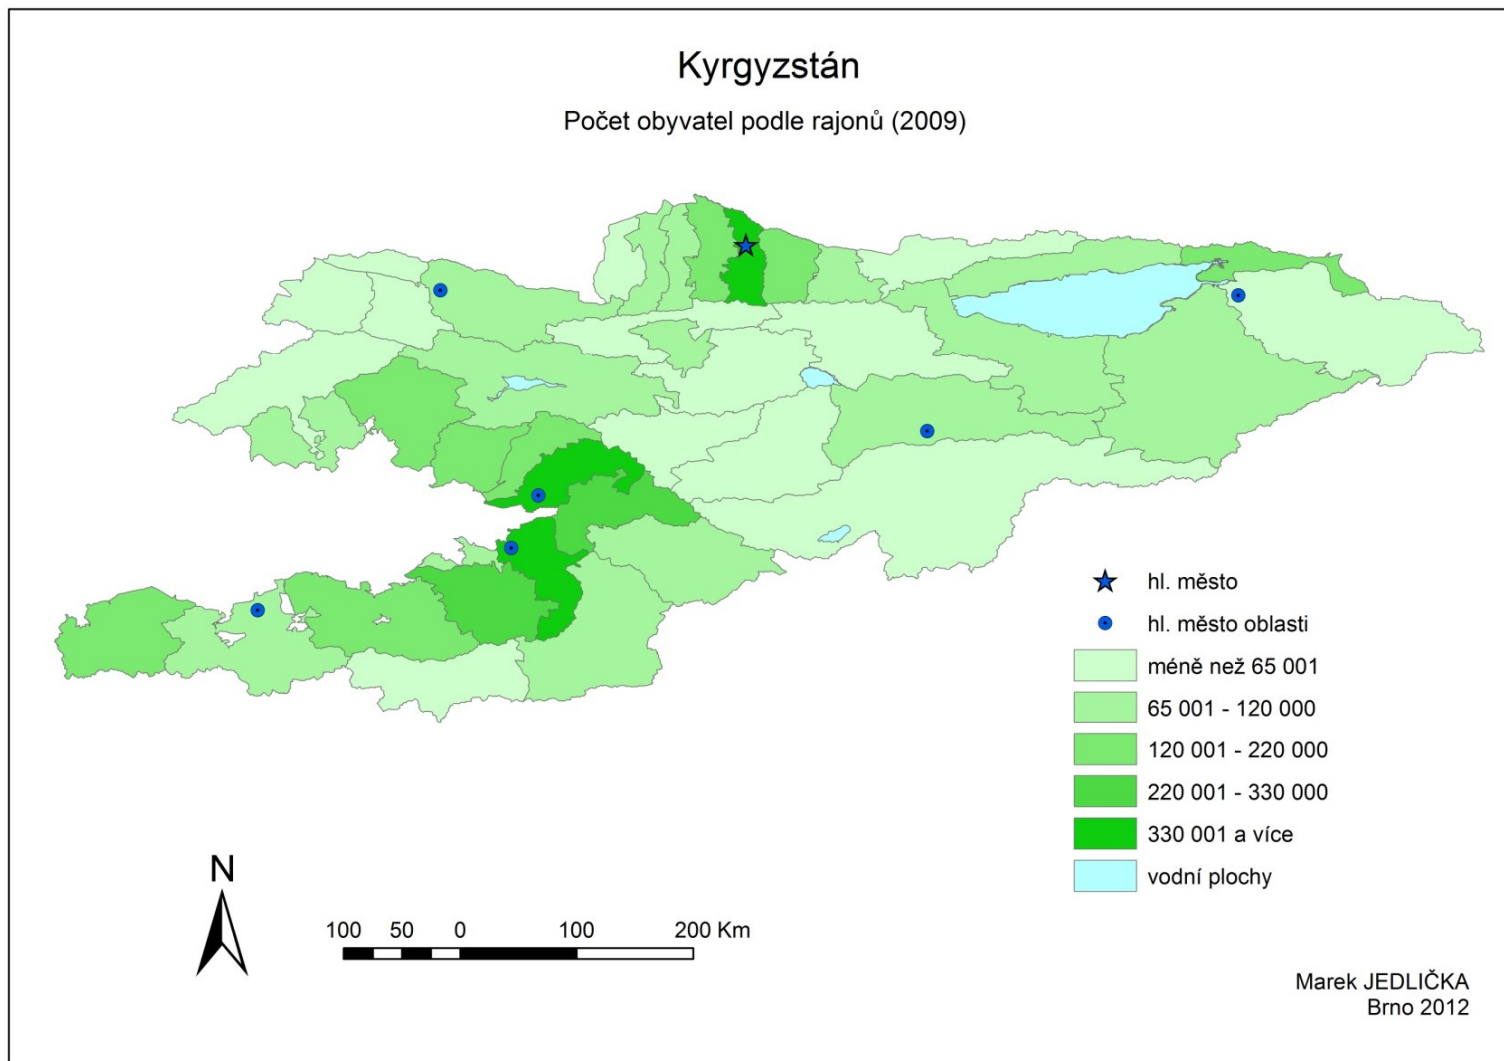 Kyrgyzstán
Počet obyvatel podle rajonů (2009)
hl. město
hl. město oblasti
méně než 65 001
65 001 - 120 000
120 001 - 220 000
220 001 - 330 000
330 001 a více
vodní plochy
N
100 50 0 100 200 Km
Marek JEDLIČKA
Brno 2012